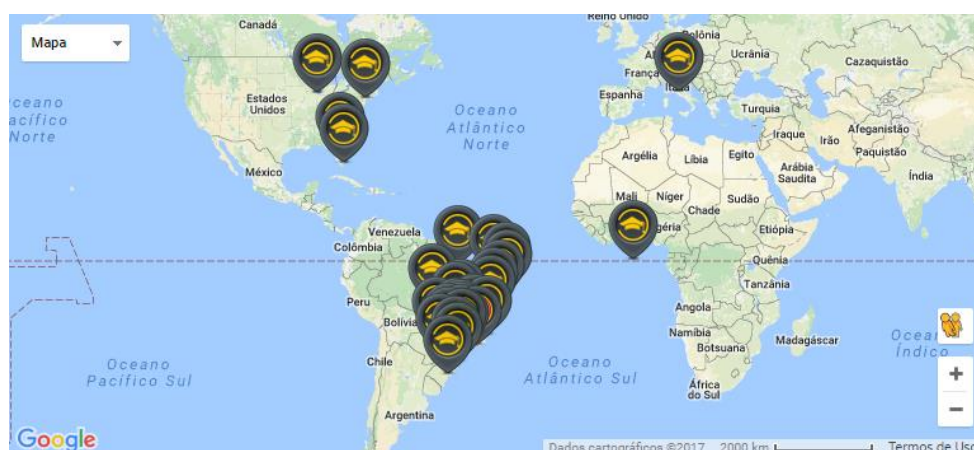 Mapa
Canadá
Reino Unido
Polônia
Ucrânia
Cazaquistão
França
Itália
Espanha
Turquia
Estados
Unidos
Oceano
Pacífico
Norte
Oceano
Atlântico
Norte
Iraque
Irão
Afeganistão
Paquistão
Argélia
Líbia
Egito
Arábia
Saudita
Índia
México
Mali
Níger
Chade
Sudão
Etiópia
Venezuela
Colômbia
Quênia
Tanzânia
Peru
Bolívia
Angola
Namíbia
Botsuana
Madagáscar
Chile
Oceano
Pacífico Sul
Oceano
Atlântico Sul
Oceano
Índico
África
do Sul
Argentina
+
−
Google
Dados cartográficos ©2017
2000 km
Termos de Uso